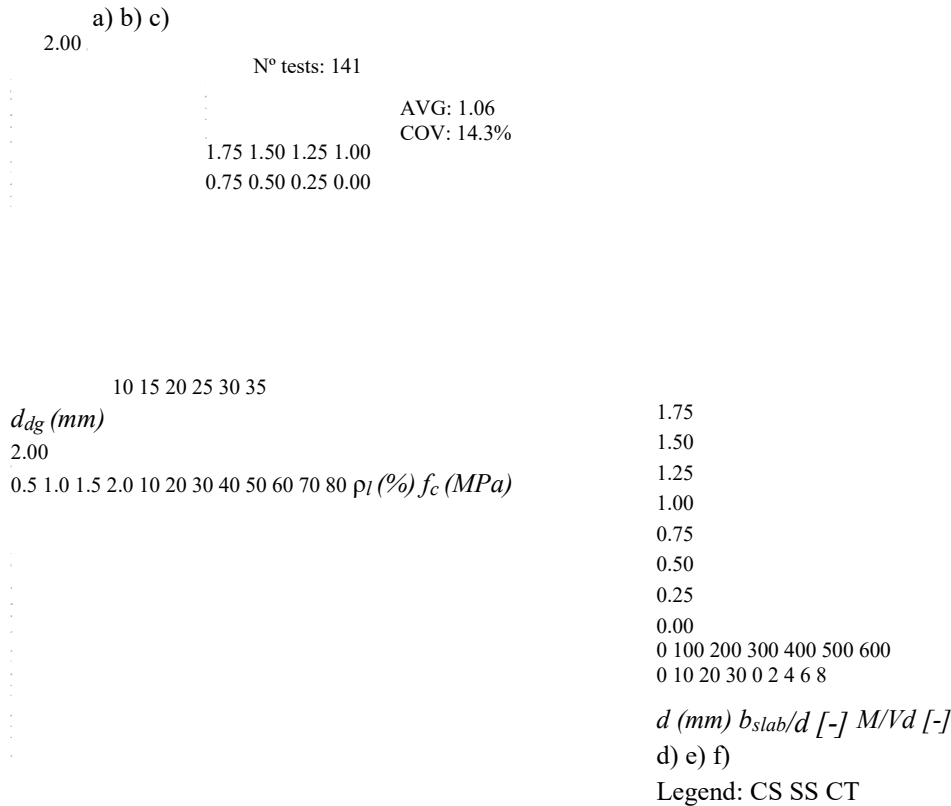 a) b) c)
2.00
Nº tests: 141
AVG: 1.06
COV: 14.3%
1.75 1.50 1.25 1.00
0.75 0.50 0.25 0.00
10 15 20 25 30 35
ddg (mm)
2.00
0.5 1.0 1.5 2.0 10 20 30 40 50 60 70 80 ρl (%) fc (MPa)
1.75
1.50
1.25
1.00
0.75
0.50
0.25
0.00
0 100 200 300 400 500 600
0 10 20 30 0 2 4 6 8
d (mm) bslab/d [-] M/Vd [-]
d) e) f)
Legend: CS SS CT